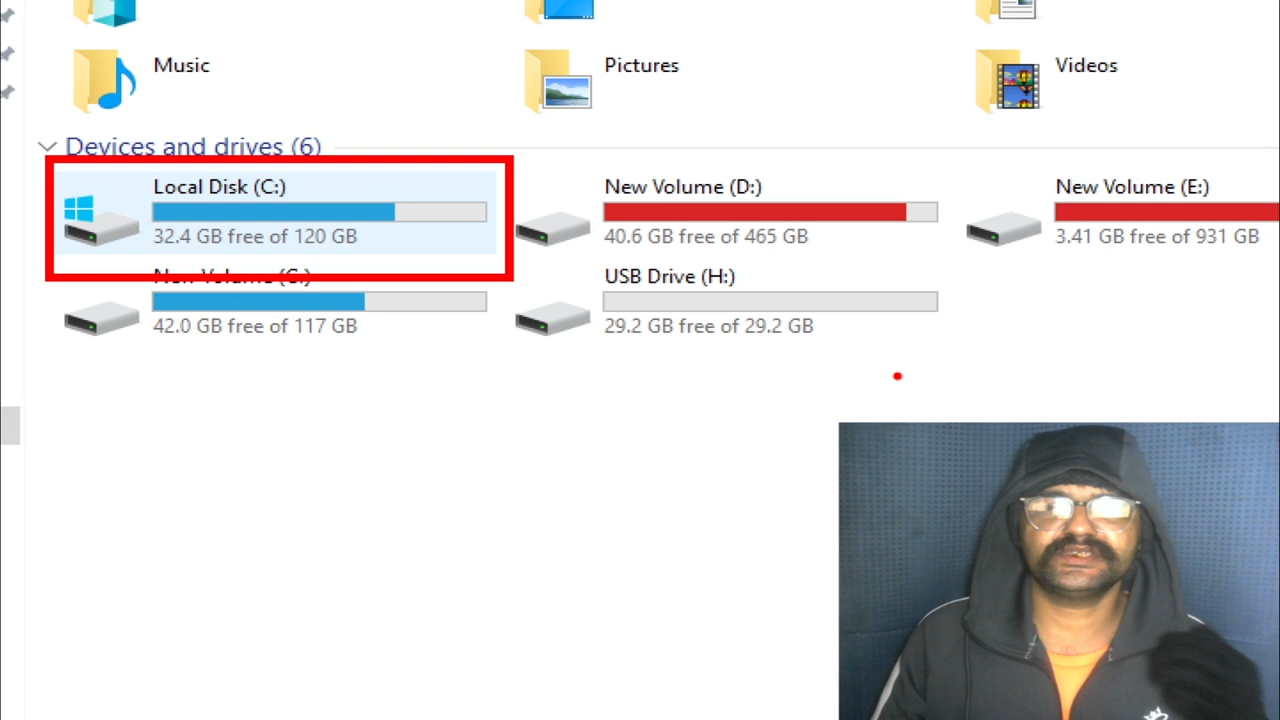 Music
Pictures
Videos
Devices and drives (6)
Local Disk (C:)
32.4 GB free of 120 GB
New Volume (D:)
40.6 GB free of 465 GB
New Volume (E:)
3.41 GB free of 931 GB
New Volume (G:)
42.0 GB free of 117 GB
USB Drive (H:)
29.2 GB free of 29.2 GB